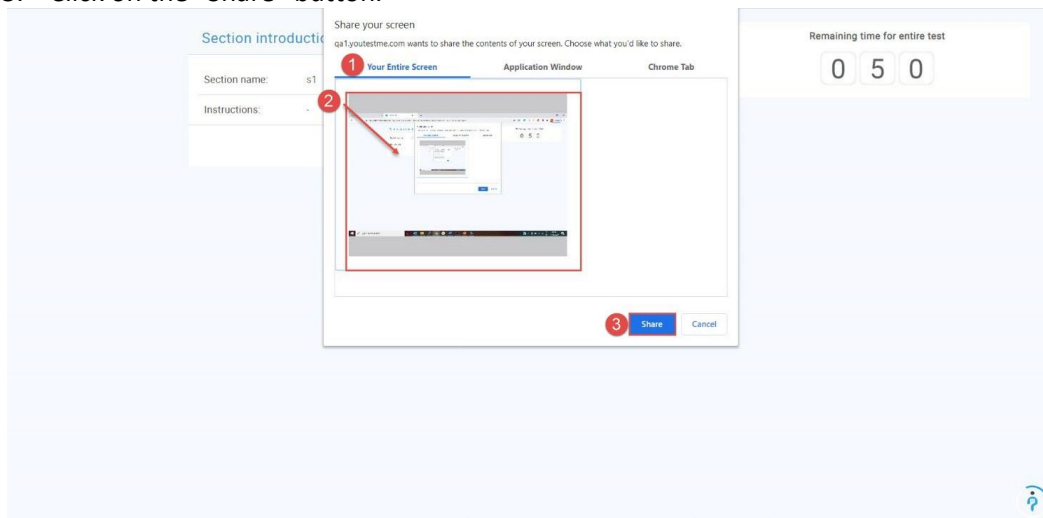 3. Click on the "Share" button.
Share your screen
Section introductio
qa1.youtestme.com wants to share the contents of your screen. Choose what you'd like to share.
Remaining time for entire test
1 Your Entire Screen Application Window Chrome Tab
0 5 0
Section name: s1
2
Instructions: -
3 Share Cancel